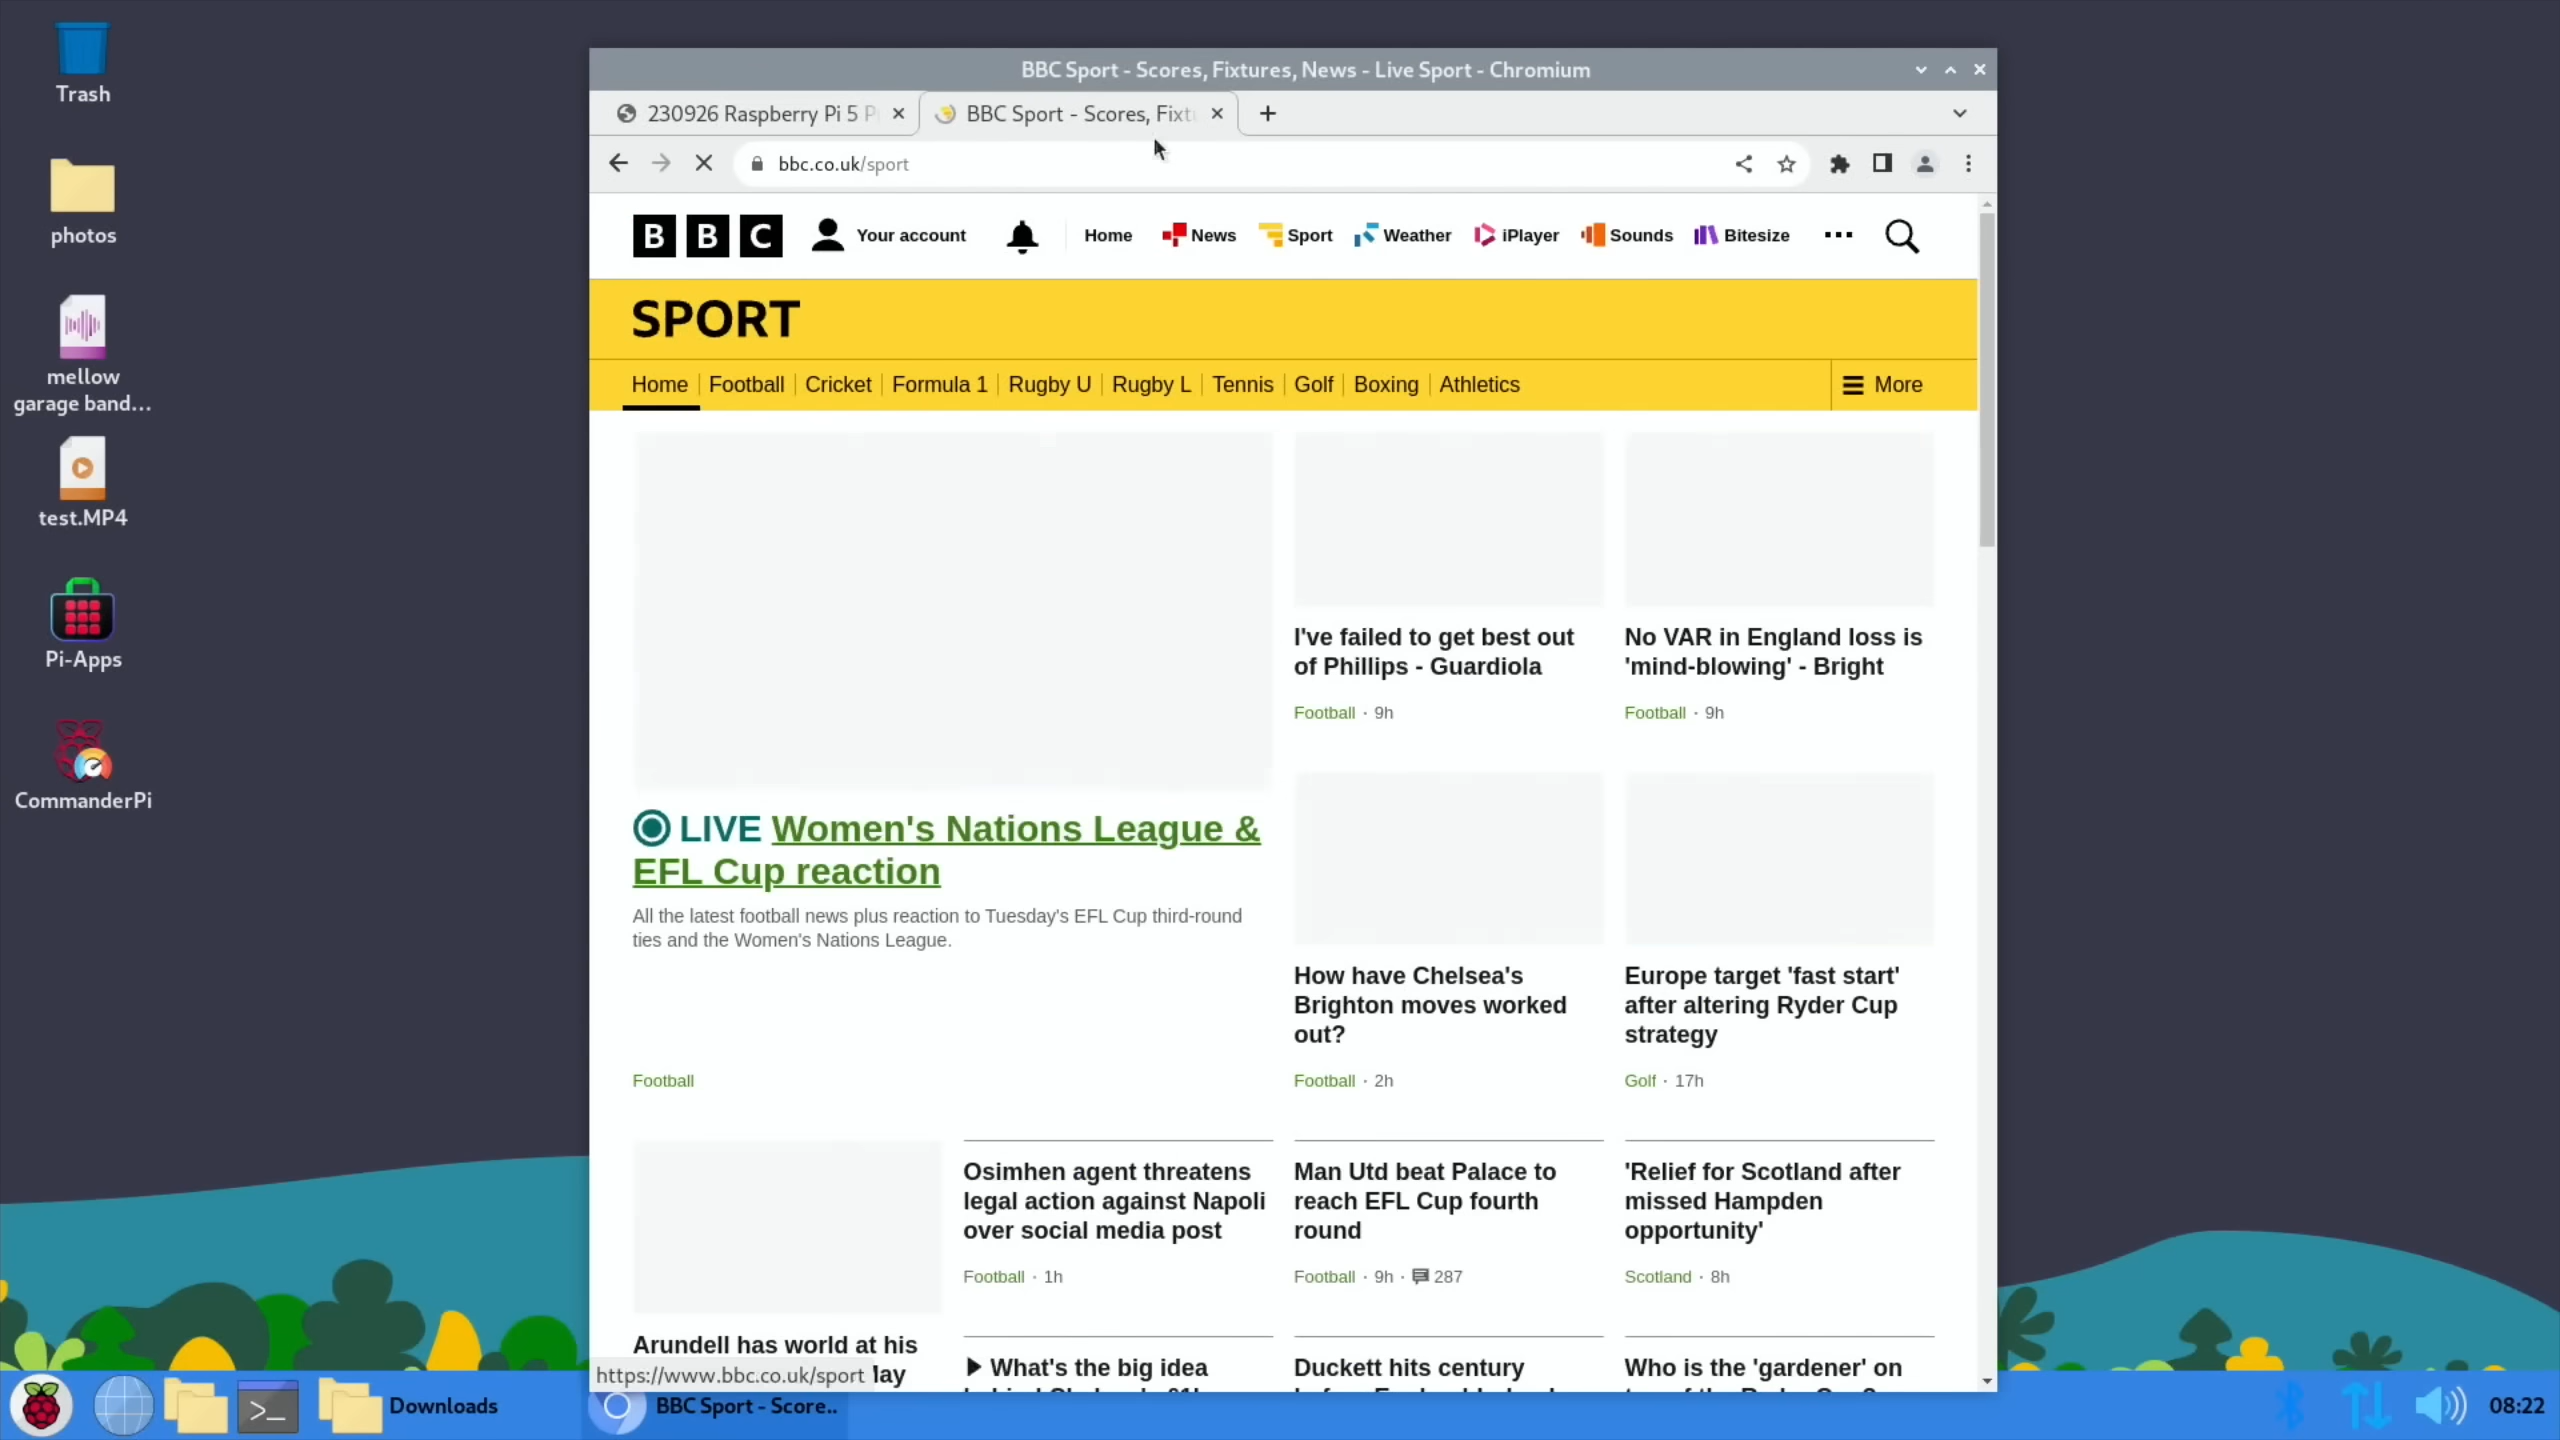 Trash
photos
mellow
garage band...
test.MP4
Pi-Apps
CommanderPi
BBC Sport - Scores, Fixtures, News - Live Sport - Chromium
230926 Raspberry Pi 5 P
BBC Sport - Scores, Fixtu
bbc.co.uk/sport
BBC
Your account
Home
News
Sport
Weather
iPlayer
Sounds
Bitesize
SPORT
Home
Football
Cricket
Formula 1
Rugby U
Rugby L
Tennis
Golf
Boxing
Athletics
More
LIVE Women's Nations League &
EFL Cup reaction
All the latest football news plus reaction to Tuesday's EFL Cup third-round
ties and the Women's Nations League.
Football
I've failed to get best out
of Phillips - Guardiola
Football · 9h
No VAR in England loss is
'mind-blowing' - Bright
Football · 9h
How have Chelsea's
Brighton moves worked
out?
Football · 2h
Europe target 'fast start'
after altering Ryder Cup
strategy
Golf · 17h
Arundell has world at his
Osimhen agent threatens
legal action against Napoli
over social media post
Football · 1h
Man Utd beat Palace to
reach EFL Cup fourth
round
Football · 9h · 287
'Relief for Scotland after
missed Hampden
opportunity'
Scotland · 8h
What's the big idea
Duckett hits century
Who is the 'gardener' on
https://www.bbc.co.uk/sport
>_
Downloads
BBC Sport - Score..
08:22